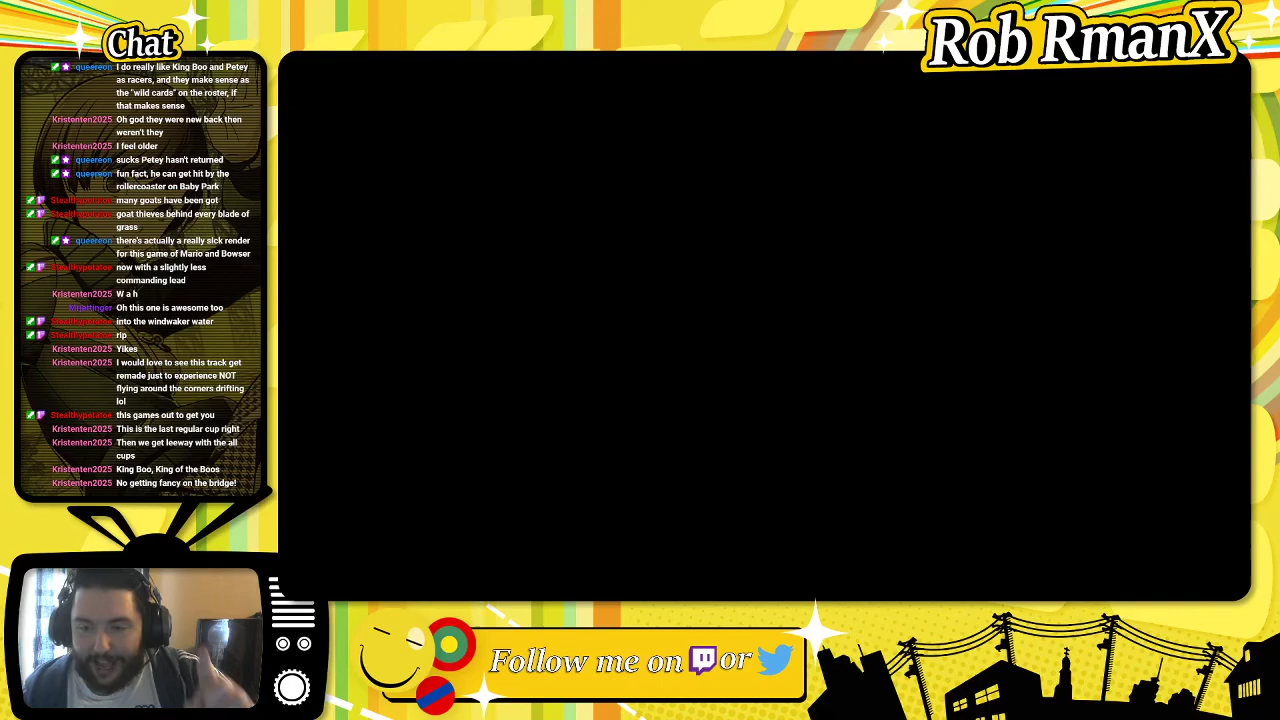 Chat
Rob RmanX
queereon I do really like King Boo and Petey
as racers, and they make sense as
the "wild cards" on the roster, if
that makes sense
Kristenten2025 Oh god they were new back then
weren't they
Kristenten2025 I feel older
queereon sucks Petey hasn't returned
queereon fun fact, he can get hit by the
rollercoaster on Baby Park
Stealthypotatoe many goats have been got
Stealthypotatoe goat thieves behind every blade of
grass
queereon there's actually a really sick render
for this game of Mario and Bowser
Stealthypotatoe now with a slightly less
commanding lead
Kristenten2025 W a h
Oh this one is awesome too
Stealthypotatoe into the windwaker water
Stealthypotatoe rip
Kristenten2025 Yikes
Kristenten2025 I would love to see this track get
remade just to experience NOT
flying around the corners drifting
lol
Stealthypotatoe this games out to get you
Kristenten2025 This is the last regular cup right
Kristenten2025 Then we get leeway with the all
cups
Kristenten2025 King Boo, King of the Boos
Kristenten2025 No getting fancy on the bridge!
Follow me on or